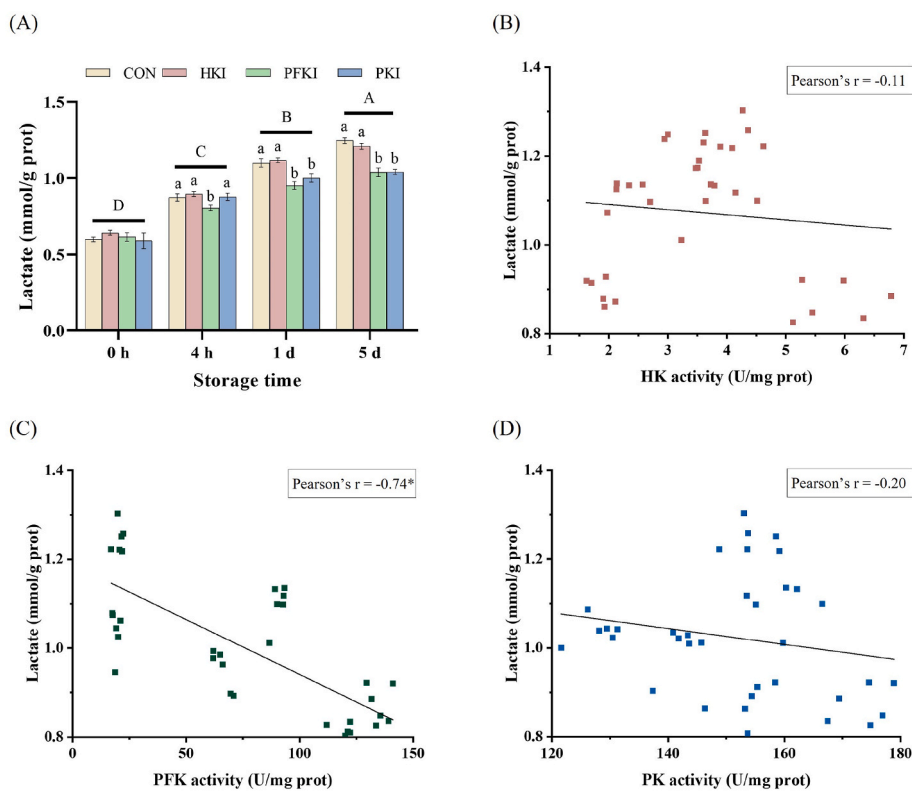 (A)
CON HKI PFKI PKI
Lactate (mmol/g prot)
1.5
1.0
0.5
0.0
D
C
a a b a
B
a a b b
A
a a b b
0 h 4 h 1 d 5 d
Storage time
(B)
Pearson's r = -0.11
Lactate (mmol/g prot)
1.4
1.2
1.0
0.8
1 2 3 4 5 6 7
HK activity (U/mg prot)
(C)
Pearson's r = -0.74*
Lactate (mmol/g prot)
1.4
1.2
1.0
0.8
0 50 100 150
PFK activity (U/mg prot)
(D)
Pearson's r = -0.20
Lactate (mmol/g prot)
1.4
1.2
1.0
0.8
120 140 160 180
PK activity (U/mg prot)